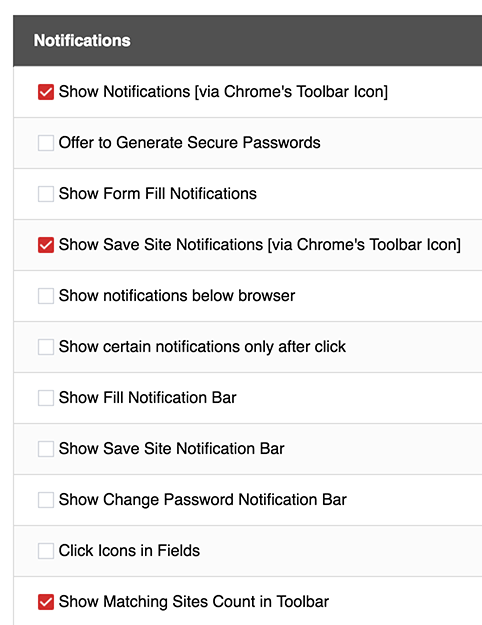 Notifications
Show Notifications [via Chrome's Toolbar Icon]
Offer to Generate Secure Passwords
Show Form Fill Notifications
Show Save Site Notifications [via Chrome's Toolbar Icon]
Show notifications below browser
Show certain notifications only after click
Show Fill Notification Bar
Show Save Site Notification Bar
Show Change Password Notification Bar
Click Icons in Fields
Show Matching Sites Count in Toolbar